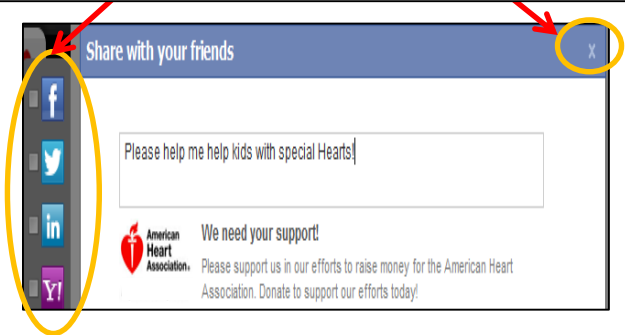 Share with your friends
x
f
in
Y!
Please help me help kids with special Hearts!
American
Heart
Association®
We need your support!
Please support us in our efforts to raise money for the American Heart
Association. Donate to support our efforts today!